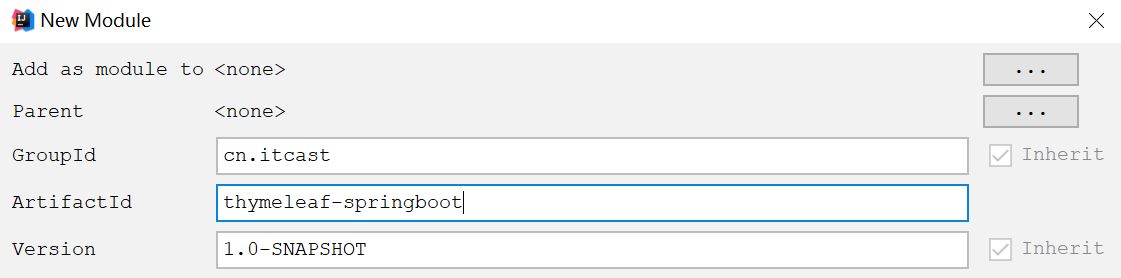 New Module
Add as module to <none> ...
Parent <none> ...
GroupId cn.itcast Inherit
ArtifactId thymeleaf-springboot
Version 1.0-SNAPSHOT Inherit